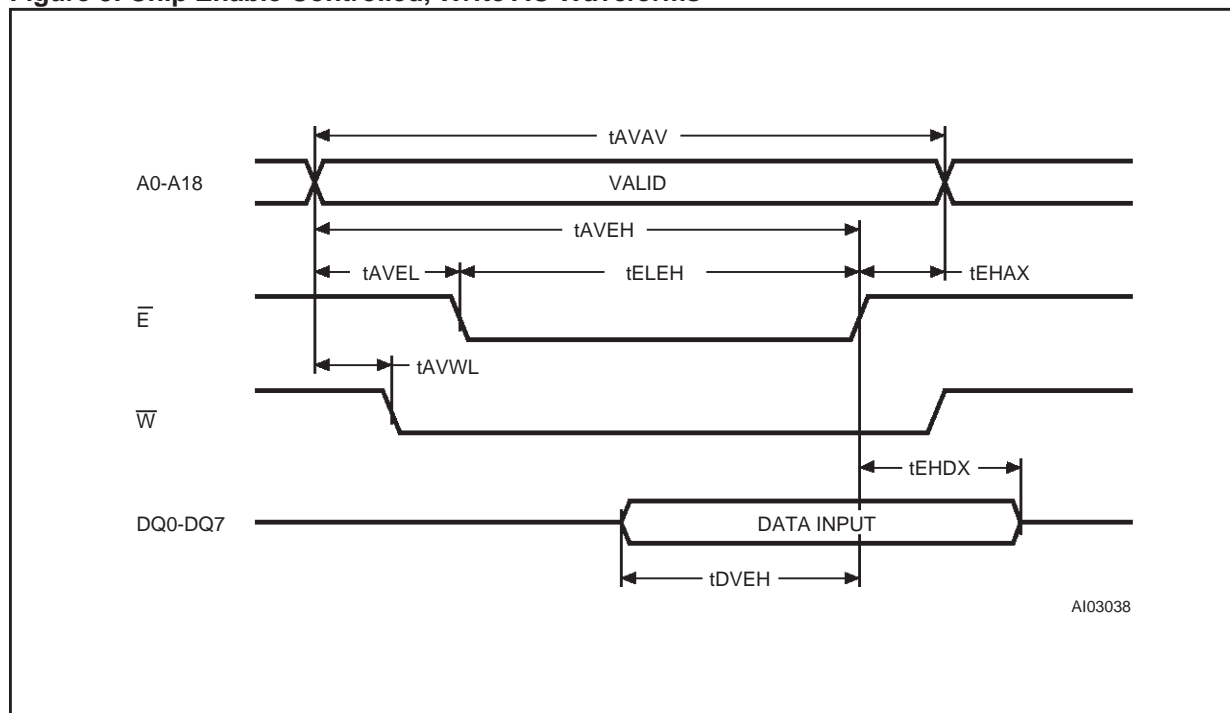 tAVAV
A0-A18
VALID
tAVEH
tAVEL
tELEH
tEHAX
E
tAVWL
W
tEHDX
DQ0-DQ7
DATA INPUT
tDVEH
AI03038